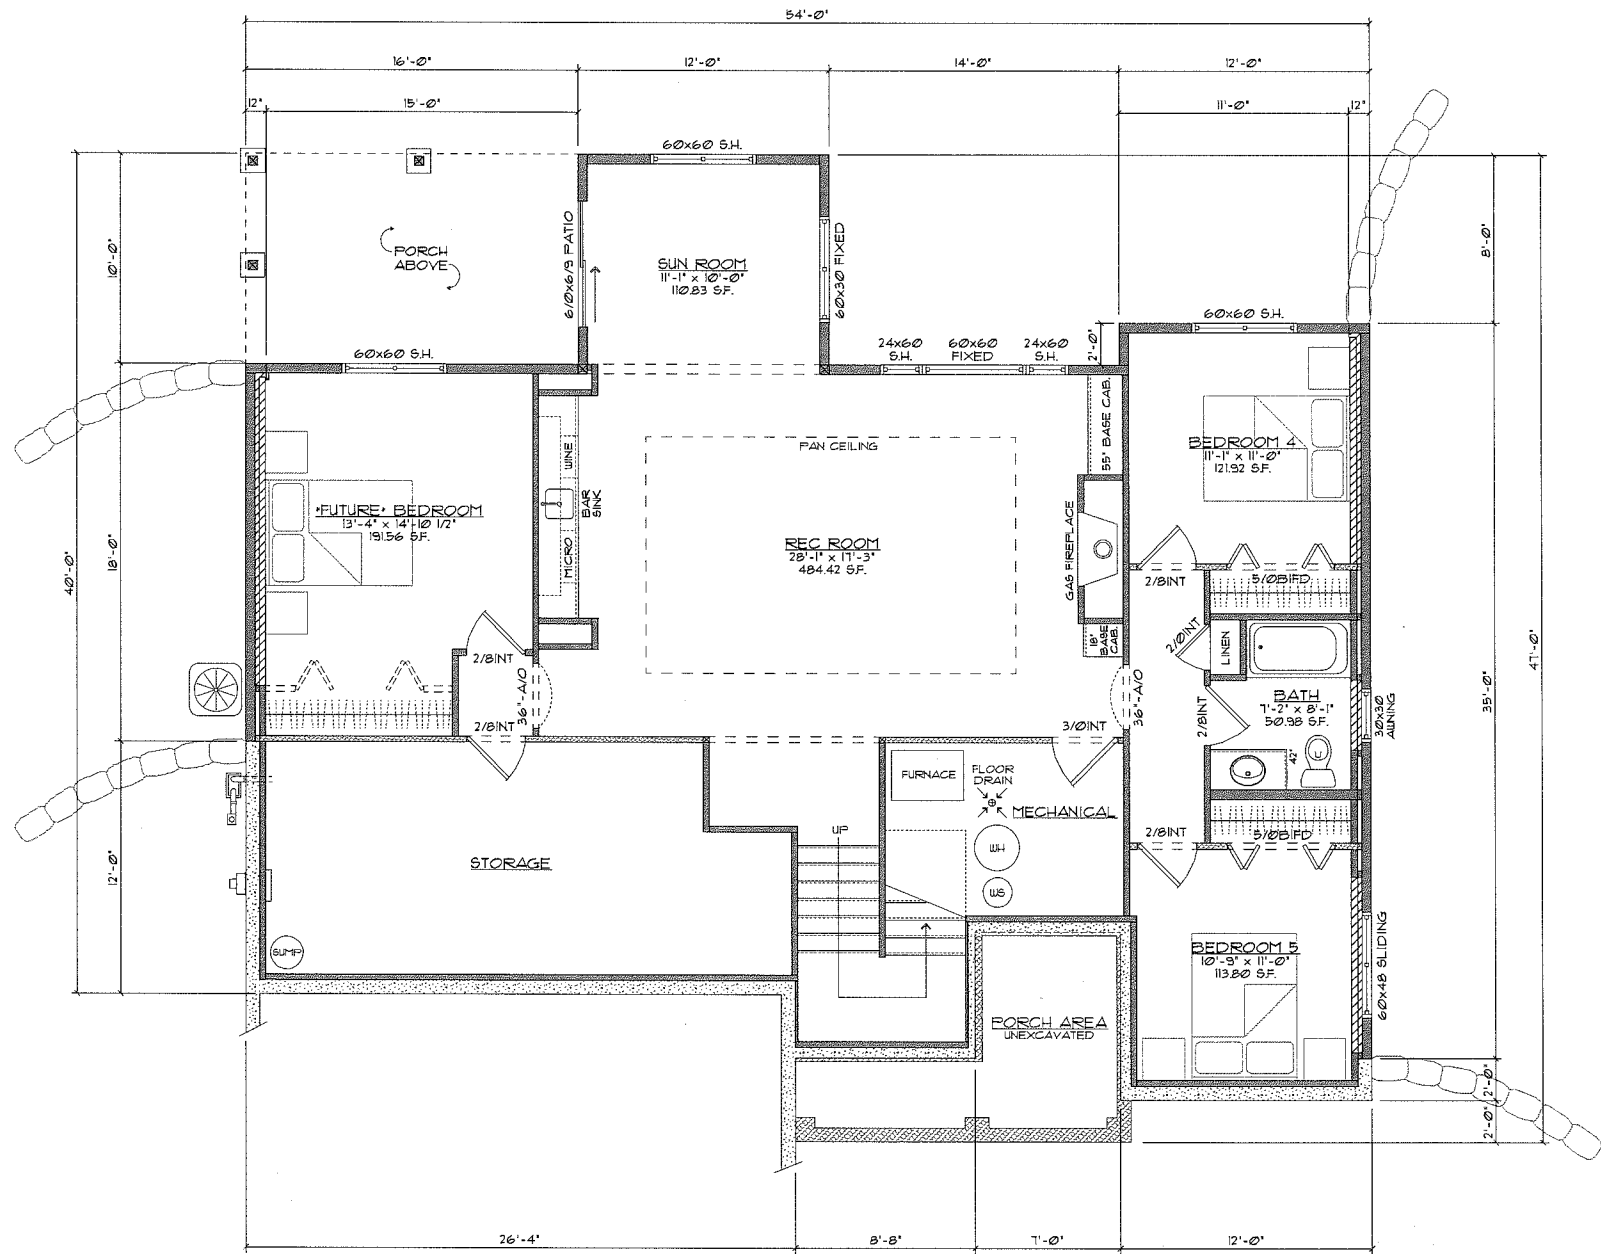 54'-0"
16'-0"
12'-0"
14'-0"
12'-0"
12"
15'-0"
11'-0"
12"
60x60 S.H.
10'-0"
PORCH
ABOVE
6/0x6/9 PATIO
SUN ROOM
11'-1" x 10'-0"
110.83 S.F.
60x30 FIXED
8'-0"
60x60 S.H.
60x60 S.H.
24x60
S.H.
60x60
FIXED
24x60
S.H.
2'-0"
55" BASE CAB.
PAN CEILING
BEDROOM 4
11'-1" x 11'-0"
121.92 S.F.
WINE
BAR
SINK
MICRO
*FUTURE* BEDROOM
13'-4" x 14'-10 1/2"
191.56 S.F.
REC ROOM
28'-1" x 17'-3"
484.42 S.F.
GAS FIREPLACE
40'-0"
18'-0"
2/8INT
5/0BIFD
2/0INT
LINEN
18"
BASE
CAB.
47'-0"
35'-0"
2/8INT
36"-A/O
2/8INT
36"-A/O
3/0INT
2/8INT
BATH
7'-2" x 8'-1"
50.98 S.F.
30x30
AWNING
42"
FURNACE
FLOOR
DRAIN
MECHANICAL
UP
2/8INT
5/0BIFD
WH
WS
STORAGE
12'-0"
SUMP
BEDROOM 5
10'-9" x 11'-0"
113.80 S.F.
60x48 SLIDING
PORCH AREA
UNEXCAVATED
2'-0"
2'-0"
26'-4"
8'-8"
7'-0"
12'-0"